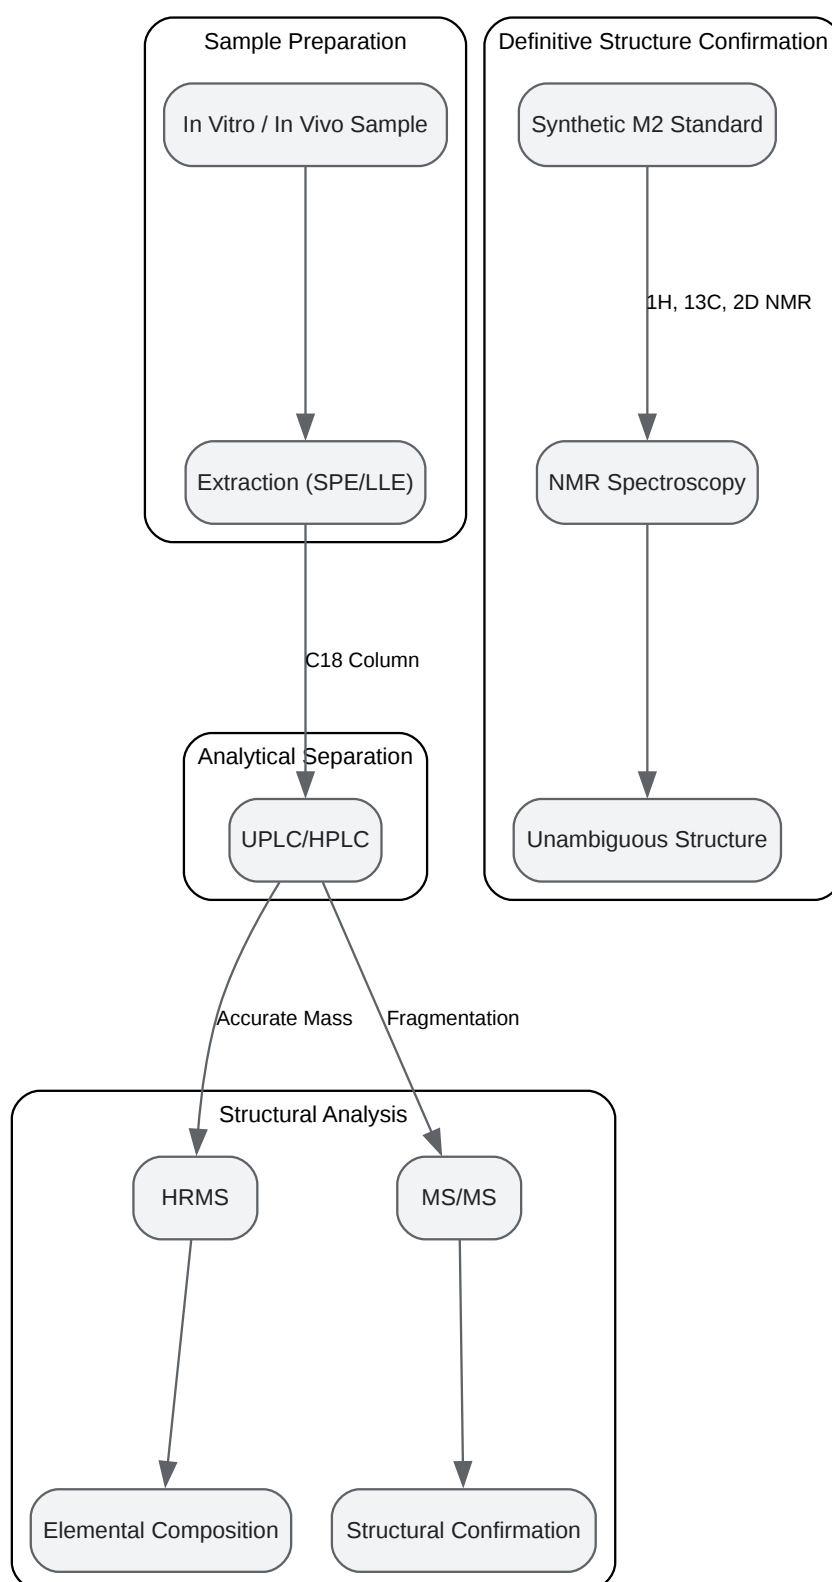 Sample Preparation
In Vitro / In Vivo Sample
Extraction (SPE/LLE)
C18 Column
Analytical Separation
UPLC/HPLC
Accurate Mass
Fragmentation
Structural Analysis
HRMS
MS/MS
Elemental Composition
Structural Confirmation
Definitive Structure Confirmation
Synthetic M2 Standard
1H, 13C, 2D NMR
NMR Spectroscopy
Unambiguous Structure